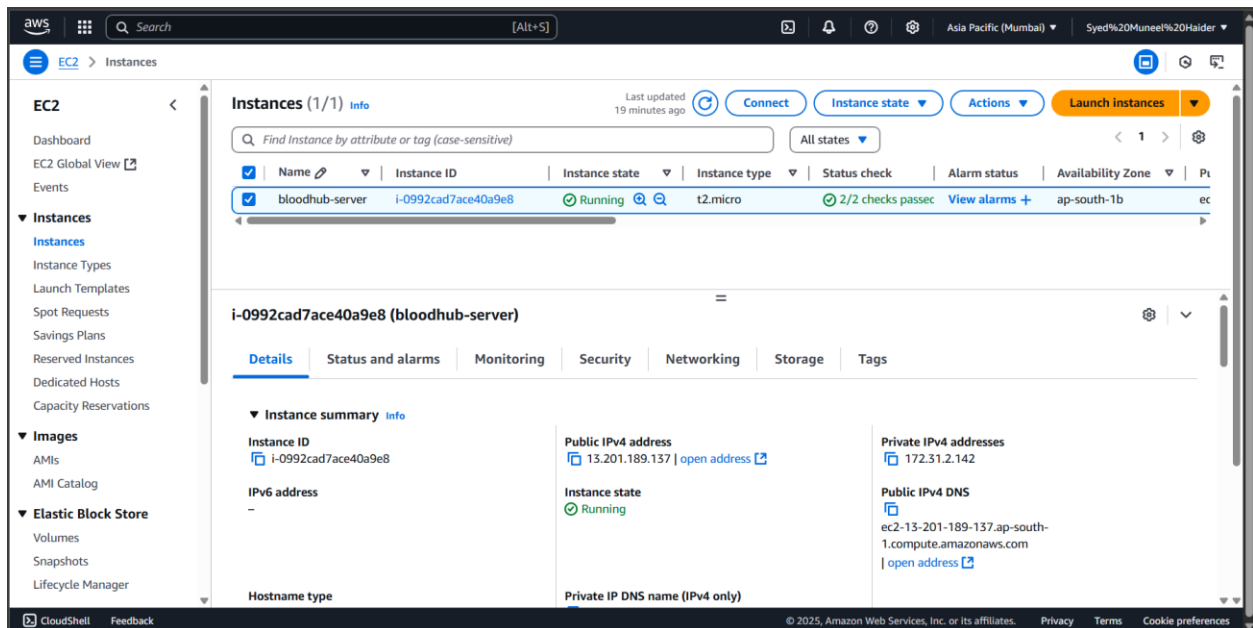 aws Search [Alt+S] Asia Pacific (Mumbai) Syed%20Muneel%20Haider
EC2 > Instances
EC2
Dashboard
EC2 Global View
Events
Instances
Instances
Instance Types
Launch Templates
Spot Requests
Savings Plans
Reserved Instances
Dedicated Hosts
Capacity Reservations
Images
AMIs
AMI Catalog
Elastic Block Store
Volumes
Snapshots
Lifecycle Manager
Instances (1/1) Info
Last updated
19 minutes ago
Connect Instance state Actions Launch instances
Find Instance by attribute or tag (case-sensitive) All states 1
Name Instance ID Instance state Instance type Status check Alarm status Availability Zone Pu
bloodhub-server i-0992cad7ace40a9e8 Running t2.micro 2/2 checks passec View alarms + ap-south-1b ec
i-0992cad7ace40a9e8 (bloodhub-server)
Details Status and alarms Monitoring Security Networking Storage Tags
Instance summary Info
Instance ID
i-0992cad7ace40a9e8
Public IPv4 address
13.201.189.137 | open address
Private IPv4 addresses
172.31.2.142
IPv6 address
–
Instance state
Running
Public IPv4 DNS
ec2-13-201-189-137.ap-south-
1.compute.amazonaws.com
| open address
Hostname type
Private IP DNS name (IPv4 only)
CloudShell Feedback © 2025, Amazon Web Services, Inc. or its affiliates. Privacy Terms Cookie preferences